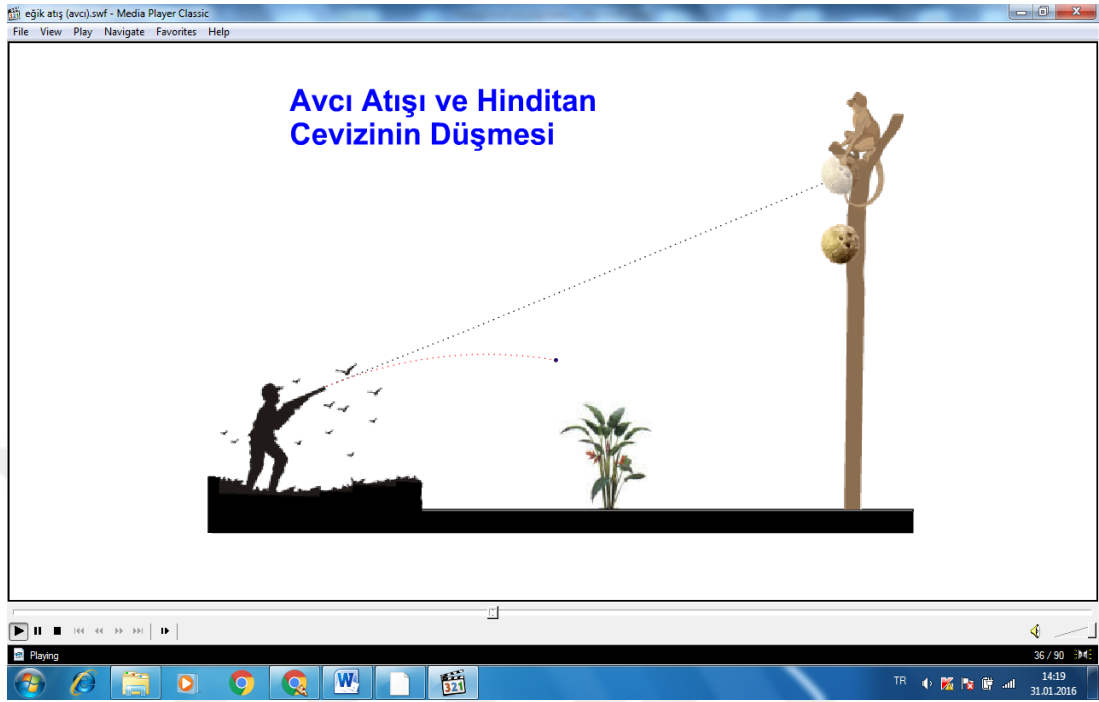 eğik atış (avcı).swf - Media Player Classic
File View Play Navigate Favorites Help
Avcı Atışı ve Hinditan
Cevizinin Düşmesi
Playing
36 / 90
W
321
TR
14:19
31.01.2016